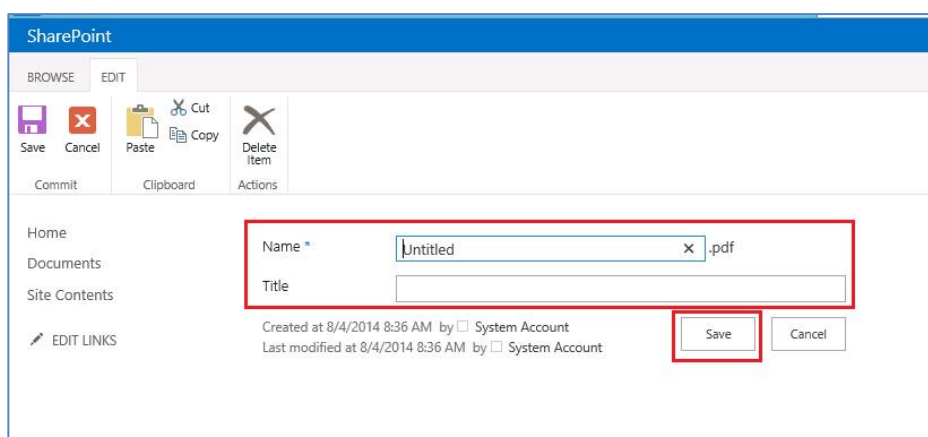 SharePoint
BROWSE EDIT
Save Cancel Paste Cut Copy Delete Item
Commit Clipboard Actions
Home
Documents
Site Contents
EDIT LINKS
Name * Untitled .pdf
Title
Created at 8/4/2014 8:36 AM by System Account
Last modified at 8/4/2014 8:36 AM by System Account
Save Cancel